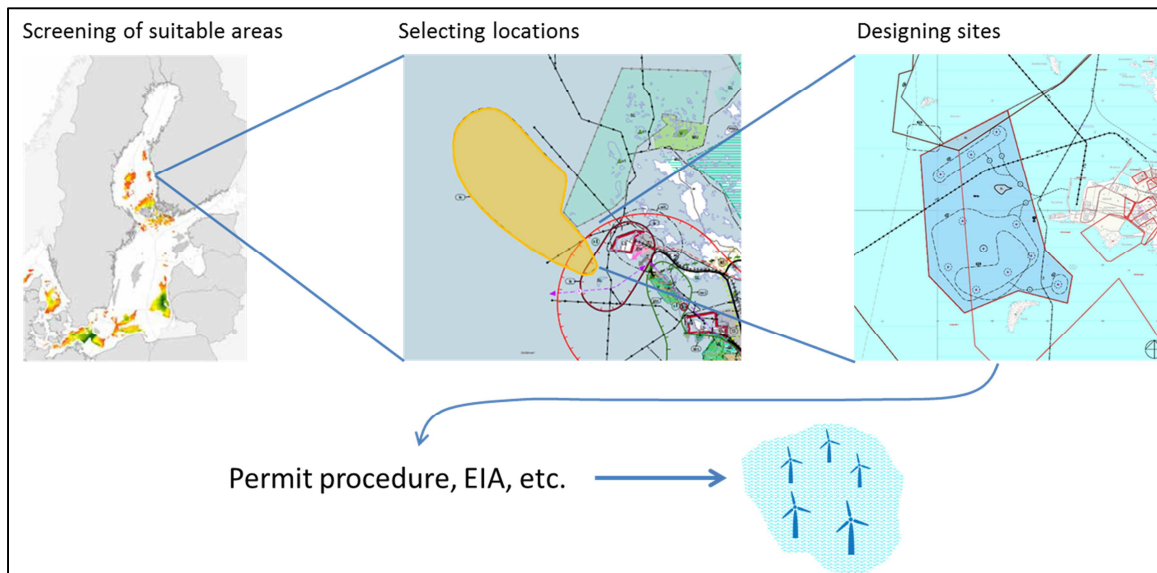 Screening of suitable areas
Selecting locations
Designing sites
Permit procedure, EIA, etc.